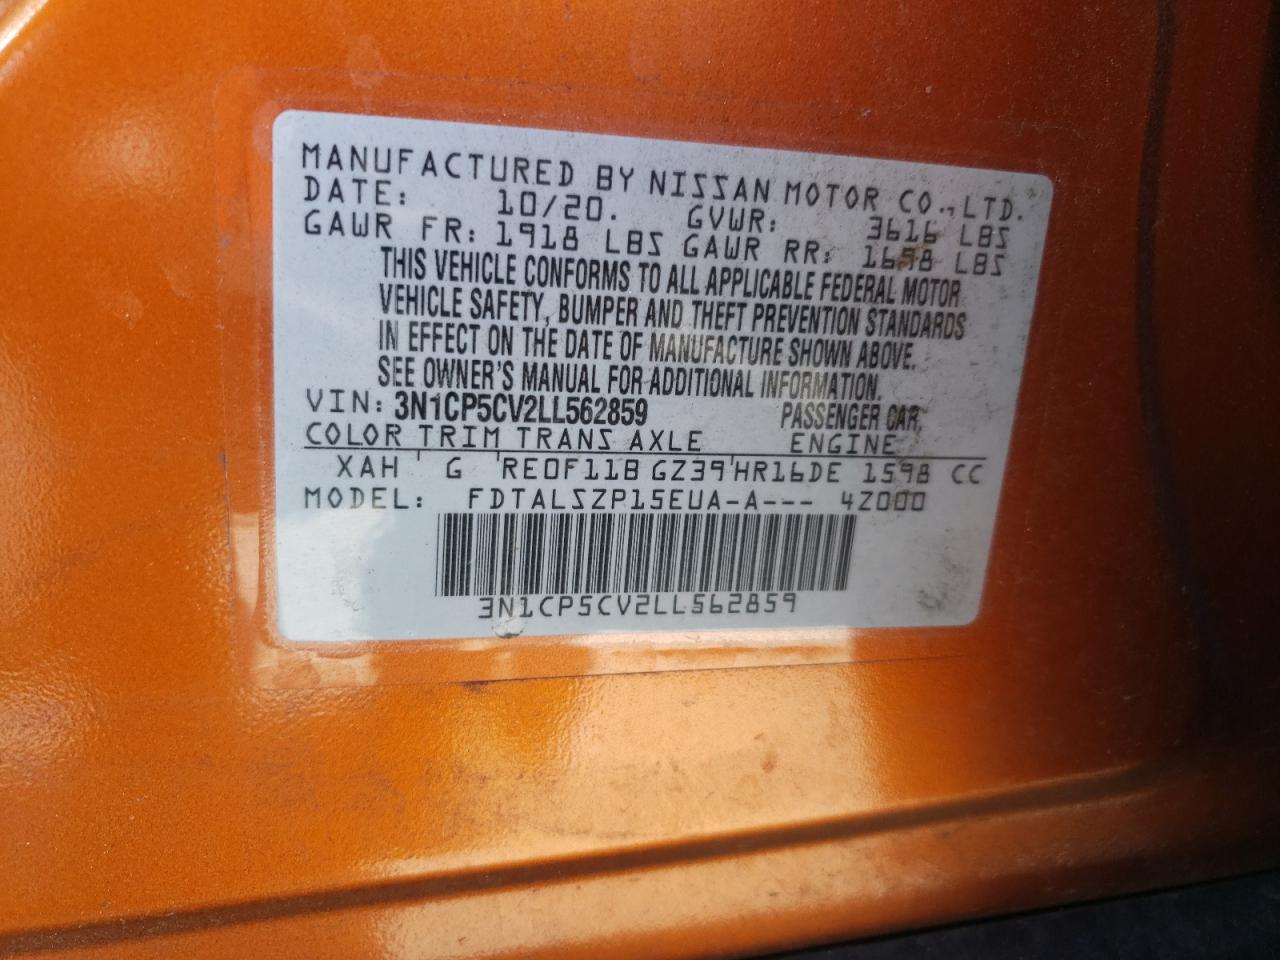 MANUFACTURED BY NISSAN MOTOR CO., LTD.
DATE: 10/20. GVWR: 3616 LBS
GAWR FR: 1918 LBS GAWR RR: 1698 LBS
THIS VEHICLE CONFORMS TO ALL APPLICABLE FEDERAL MOTOR
VEHICLE SAFETY, BUMPER AND THEFT PREVENTION STANDARDS
IN EFFECT ON THE DATE OF MANUFACTURE SHOWN ABOVE.
SEE OWNER'S MANUAL FOR ADDITIONAL INFORMATION.
VIN: 3N1CP5CV2LL562859 PASSENGER CAR,
COLOR TRIM TRANS AXLE ENGINE
XAH G RE0F11B GZ39 HR16DE 1598 CC
MODEL: FDTALSZP15EUA-A--- 4Z000
3N1CP5CV2LL562859